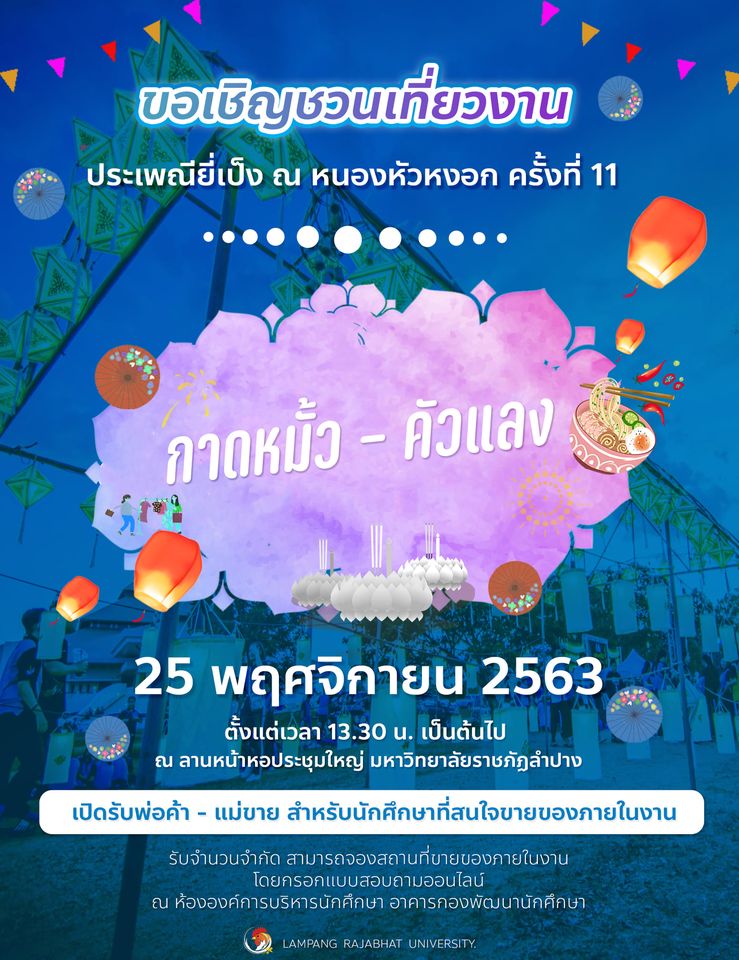 ขอเชิญชวนเที่ยวงาน
ประเพณียี่เป็ง ณ หนองหัวหงอก ครั้งที่ 11
กาดหมั้ว - คัวแลง
25 พฤศจิกายน 2563
ตั้งแต่เวลา 13.30 น. เป็นต้นไป
ณ ลานหน้าหอประชุมใหญ่ มหาวิทยาลัยราชภัฏลำปาง
เปิดรับพ่อค้า - แม่ขาย สำหรับนักศึกษาที่สนใจขายของภายในงาน
รับจำนวนจำกัด สามารถจองสถานที่ขายของภายในงาน
โดยกรอกแบบสอบถามออนไลน์
ณ ห้ององค์การบริหารนักศึกษา อาคารกองพัฒนานักศึกษา
LAMPANG RAJABHAT UNIVERSITY.